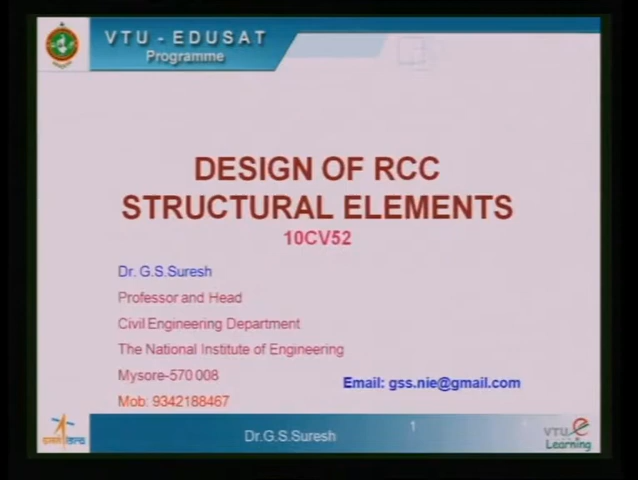 VTU - EDUSAT
Programme
DESIGN OF RCC
STRUCTURAL ELEMENTS
10CV52
Dr. G.S.Suresh
Professor and Head
Civil Engineering Department
The National Institute of Engineering
Mysore-570 008
Email: gss.nie@gmail.com
Mob: 9342188467
Dr.G.S.Suresh
1
VTU e
Learning